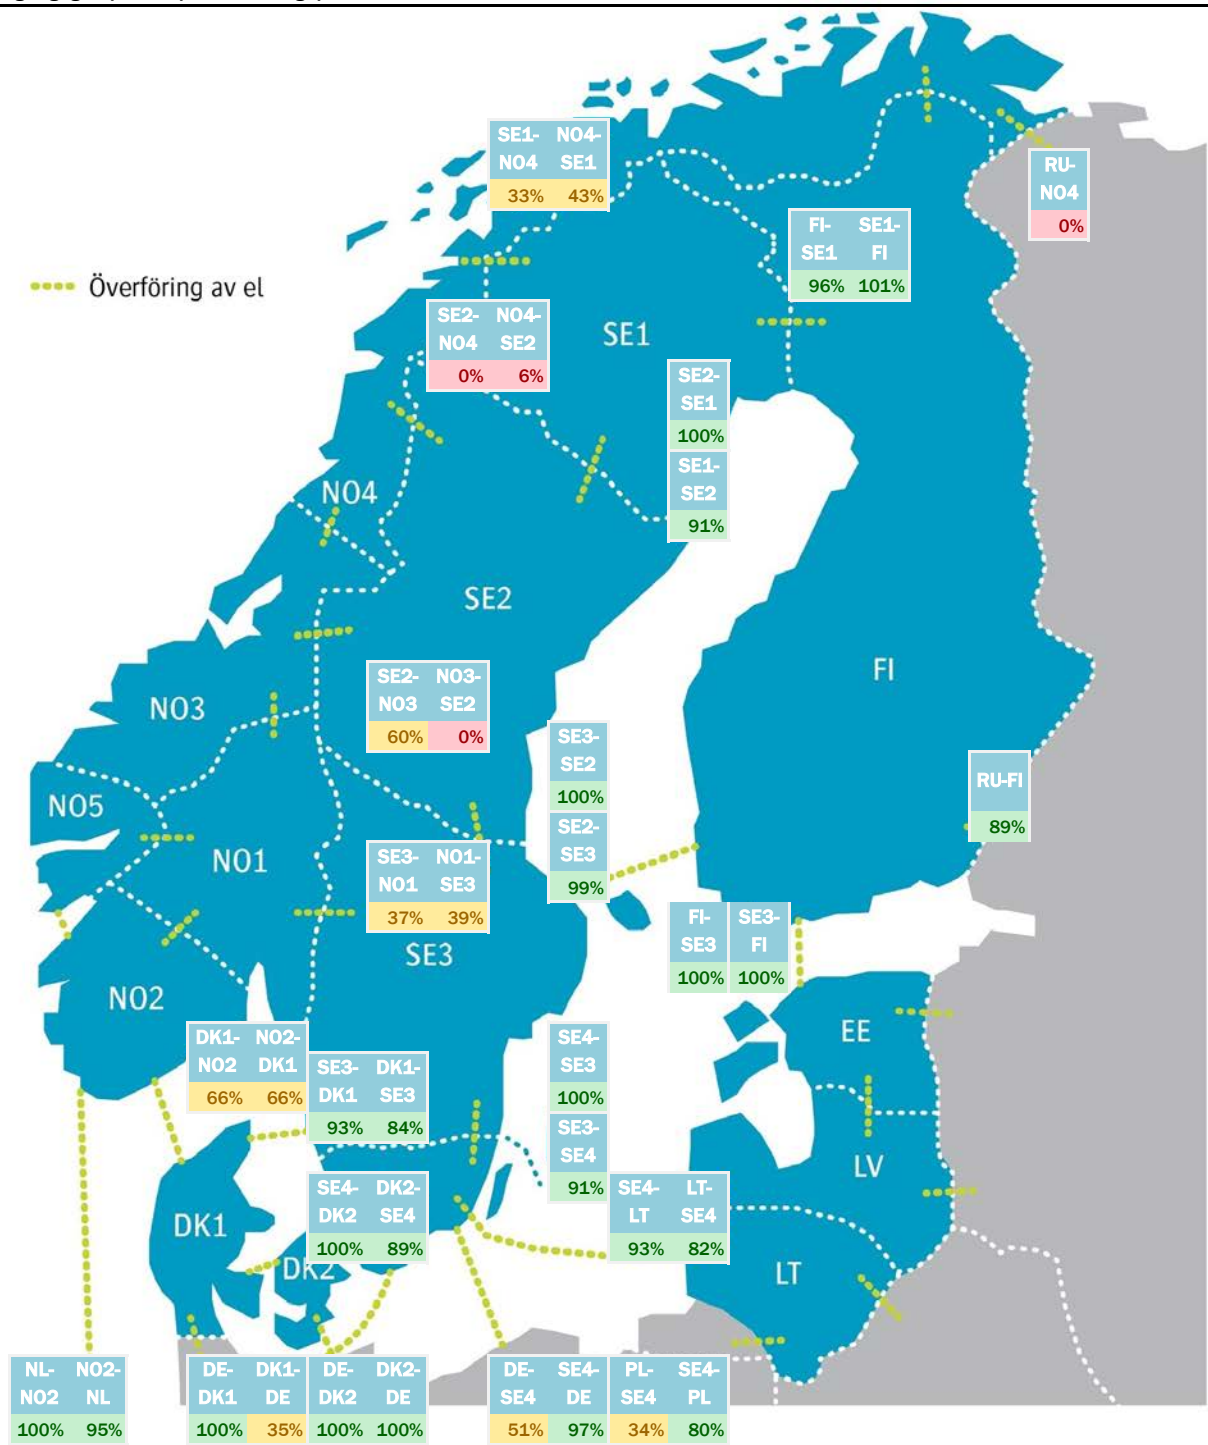 SE1- NO4-
NO4 SE1
33% 43%
RU-
NO4
0%
FI- SE1-
SE1 FI
96% 101%
Överföring av el
SE2- NO4-
NO4 SE2
0% 6%
SE1
SE2-
SE1
100%
SE1-
SE2
91%
NO4
SE2
FI
SE2- NO3-
NO3 SE2
60% 0%
NO3
SE3-
SE2
100%
SE2-
SE3
99%
RU-FI
89%
NO5
NO1
SE3- NO1-
NO1 SE3
37% 39%
SE3
FI- SE3-
SE3 FI
100% 100%
NO2
EE
DK1- NO2-
NO2 DK1
66% 66%
SE3- DK1-
DK1 SE3
93% 84%
SE4-
SE3
100%
SE3-
SE4
91%
LV
SE4- DK2-
DK2 SE4
100% 89%
SE4- LT-
LT SE4
93% 82%
DK1
DK2
LT
NL- NO2-
NO2 NL
100% 95%
DE- DK1-
DK1 DE
100% 35%
DE- DK2-
DK2 DE
100% 100%
DE- SE4-
SE4 DE
51% 97%
PL- SE4-
SE4 PL
34% 80%